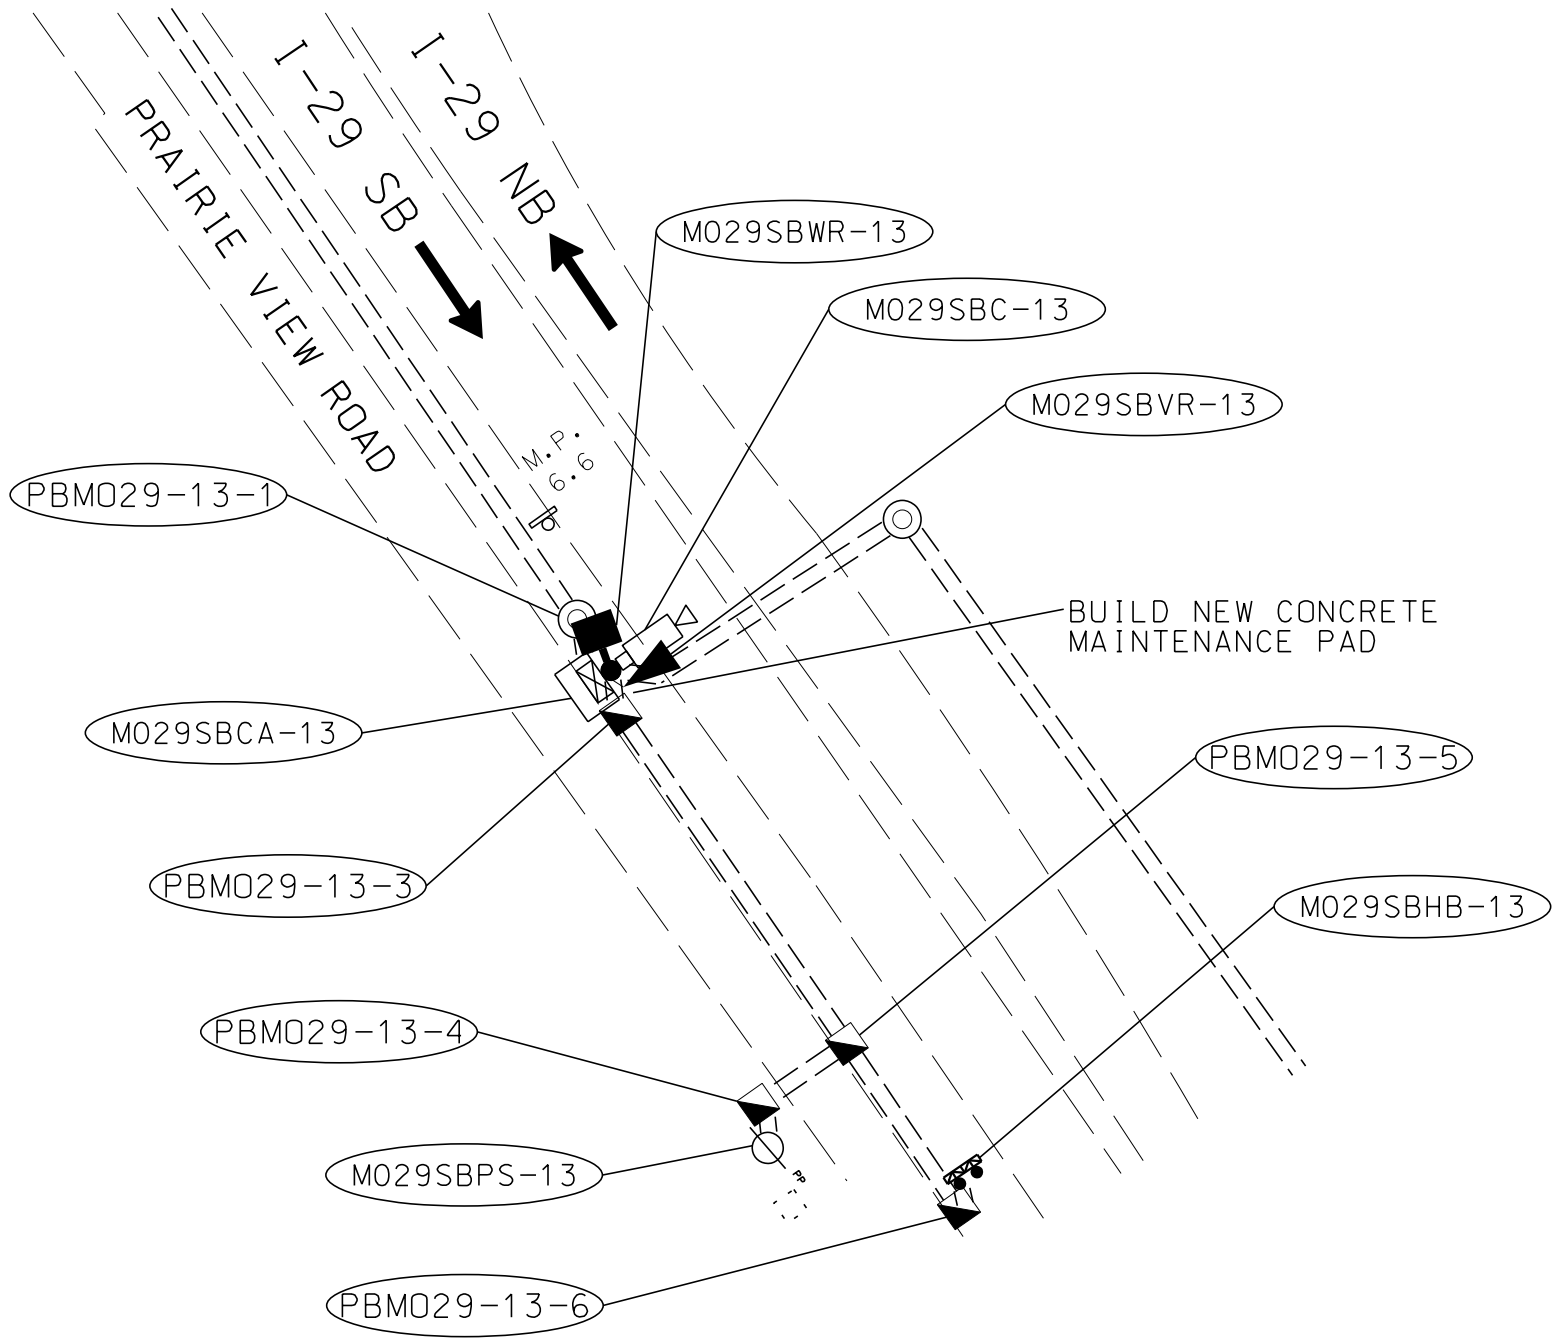 I-29 SB
I-29 NB
PRAIRIE VIEW ROAD
MO29SBWR-13
MO29SBC-13
MO29SBVR-13
M.P.
6.6
PBMO29-13-1
BUILD NEW CONCRETE
MAINTENANCE PAD
MO29SBCA-13
PBMO29-13-5
PBMO29-13-3
MO29SBHB-13
PBMO29-13-4
MO29SBPS-13
PP
PBMO29-13-6